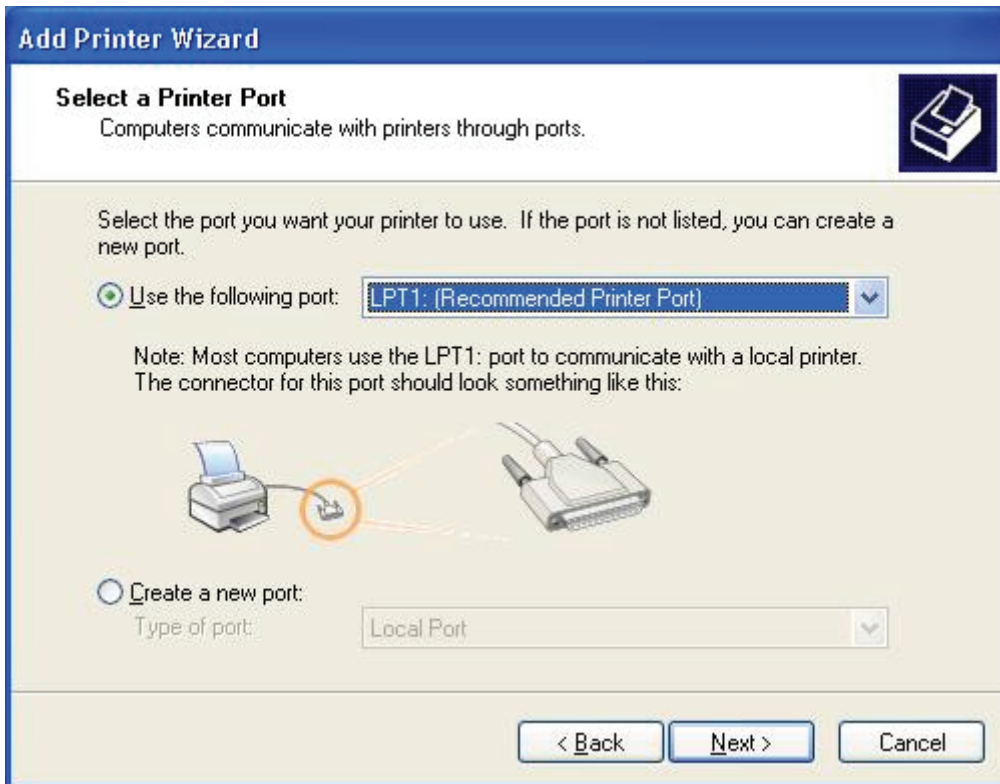 Add Printer Wizard
Select a Printer Port
Computers communicate with printers through ports.
Select the port you want your printer to use. If the port is not listed, you can create a
new port.
Use the following port: LPT1: (Recommended Printer Port)
Note: Most computers use the LPT1: port to communicate with a local printer.
The connector for this port should look something like this:
Create a new port:
Type of port: Local Port
< Back Next > Cancel